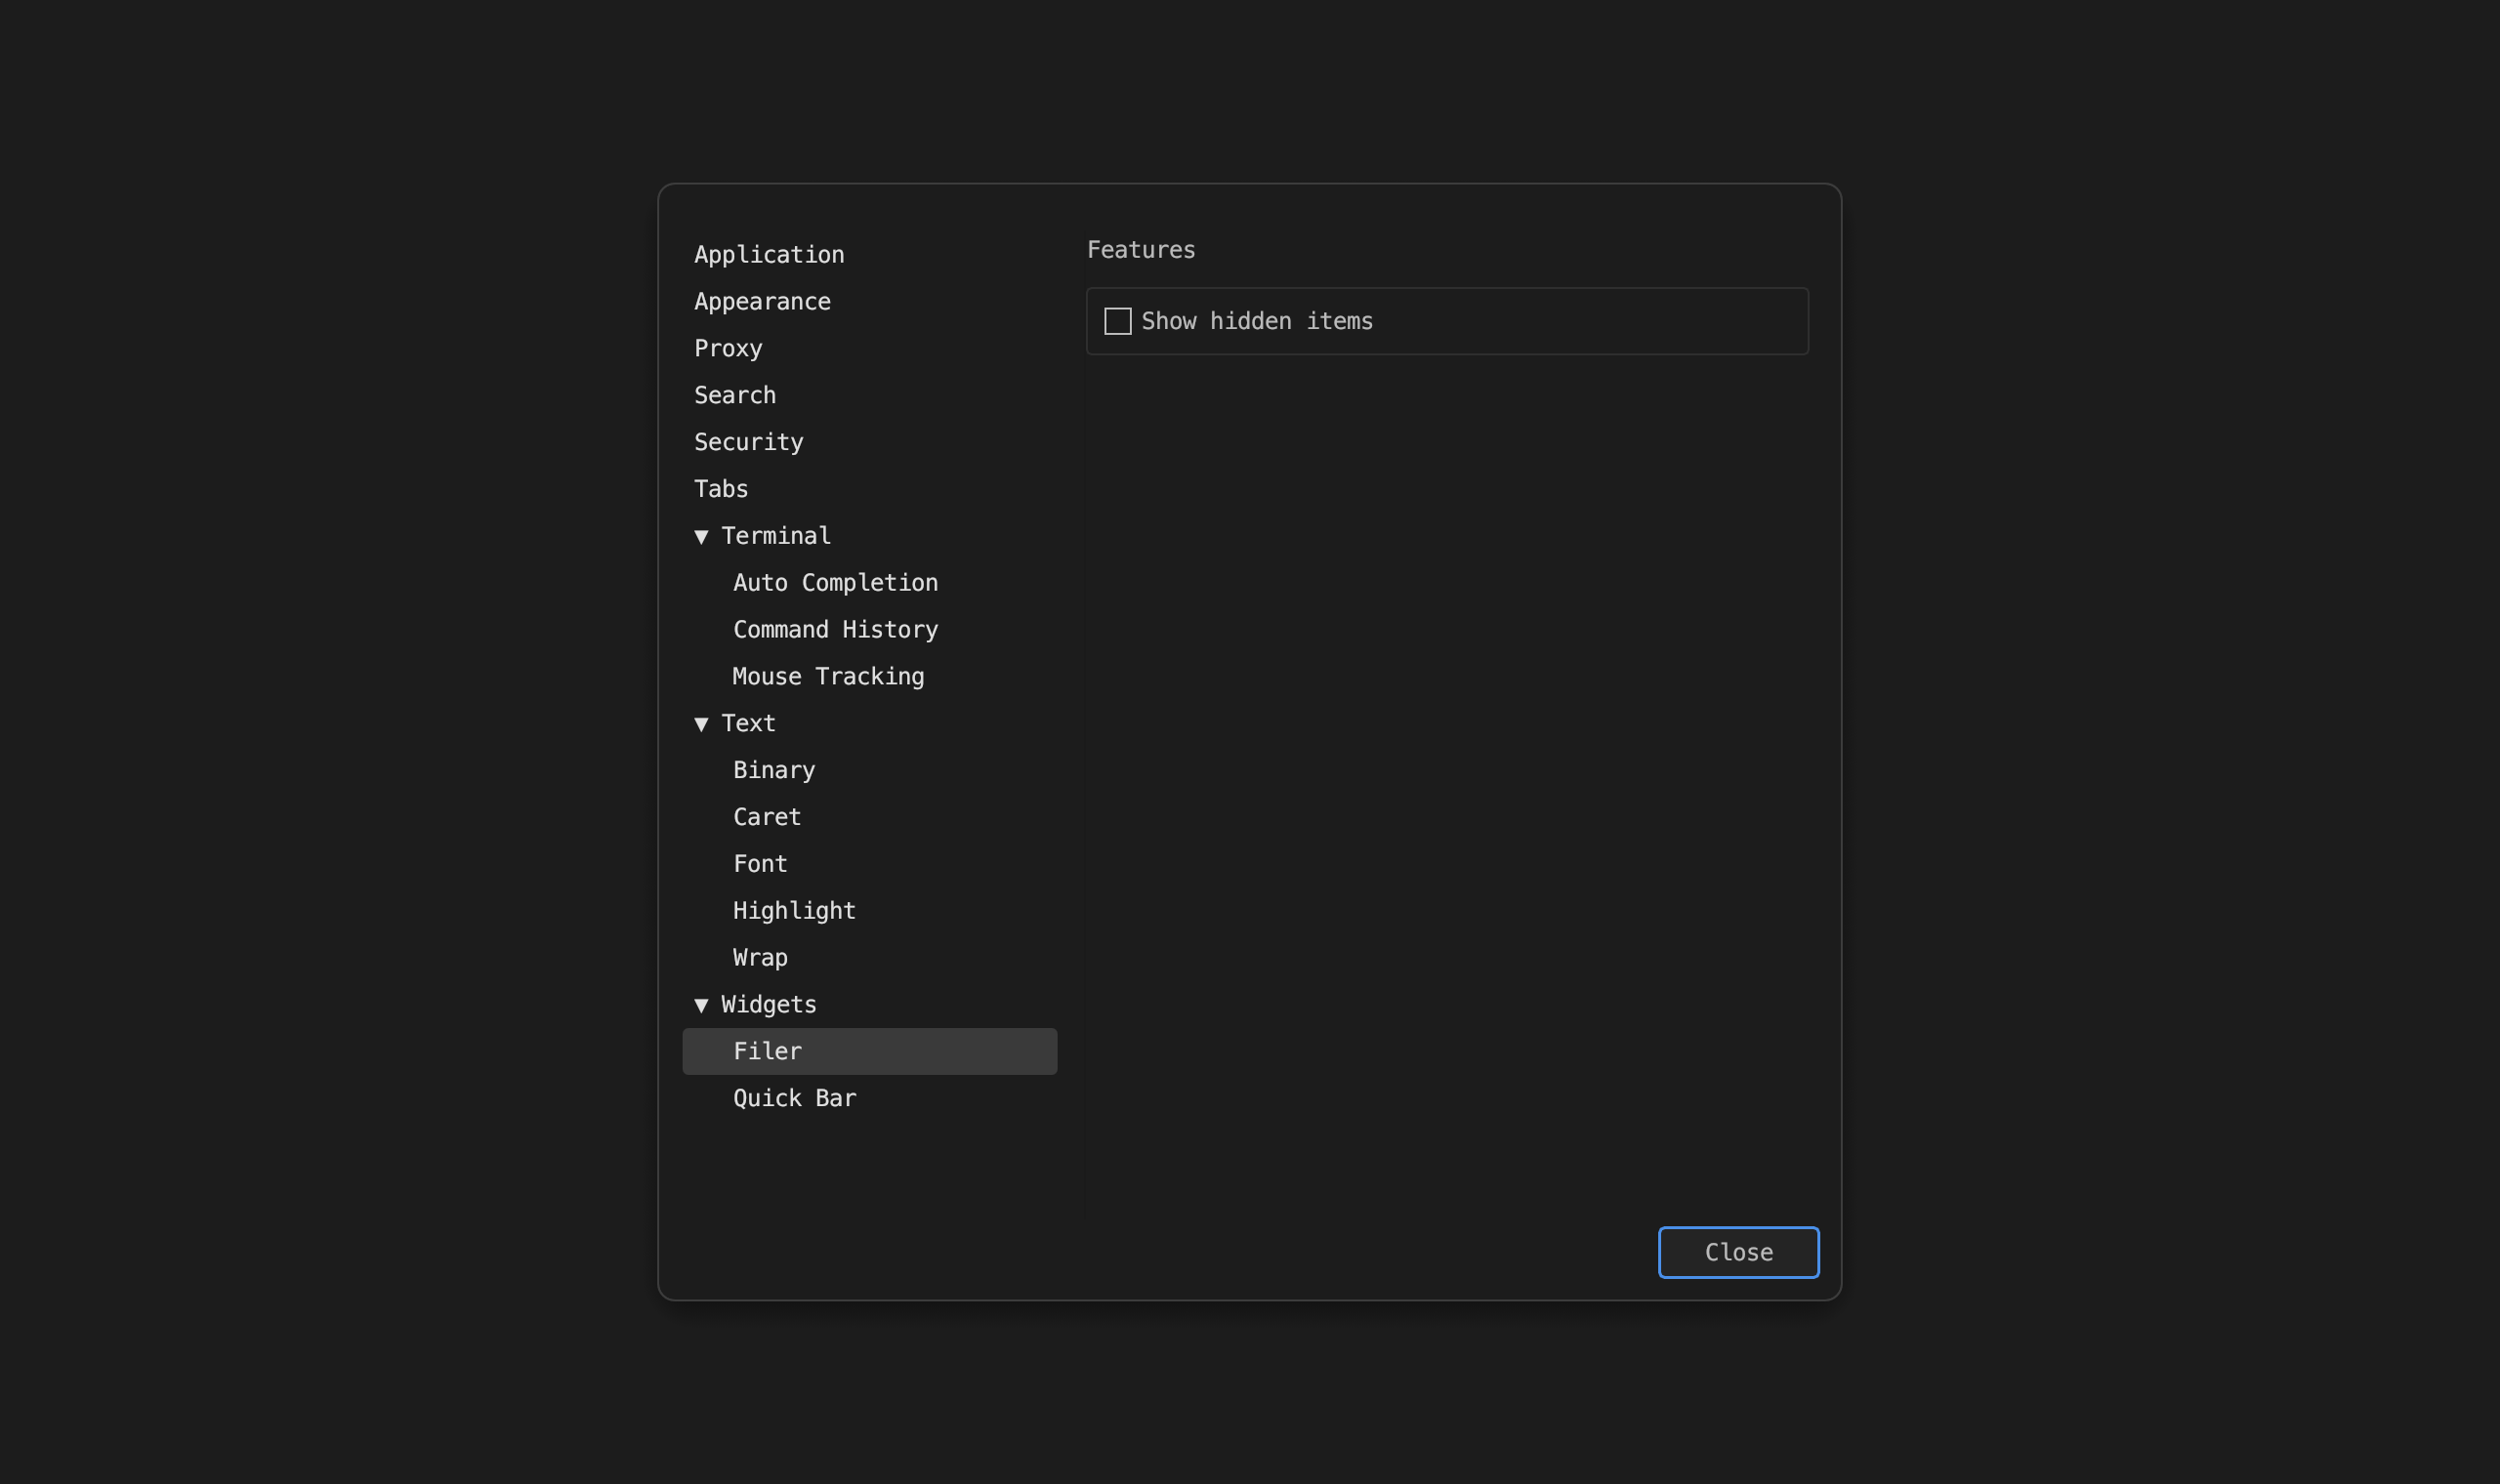 Application
Appearance
Proxy
Search
Security
Tabs
▼ Terminal
Auto Completion
Command History
Mouse Tracking
▼ Text
Binary
Caret
Font
Highlight
Wrap
▼ Widgets
Filer
Quick Bar
Features
Show hidden items
Close